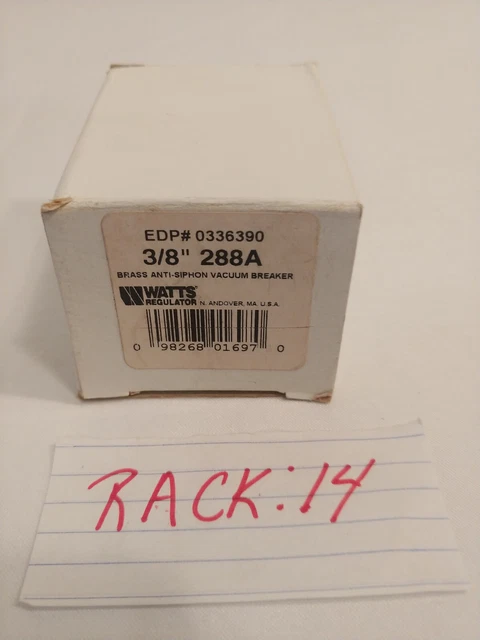 EDP# 0336390
3/8" 288A
BRASS ANTI-SIPHON VACUUM BREAKER
WATTS®
REGULATOR N. ANDOVER, MA. U.S.A.
0 98268 01697 0
RACK: 14